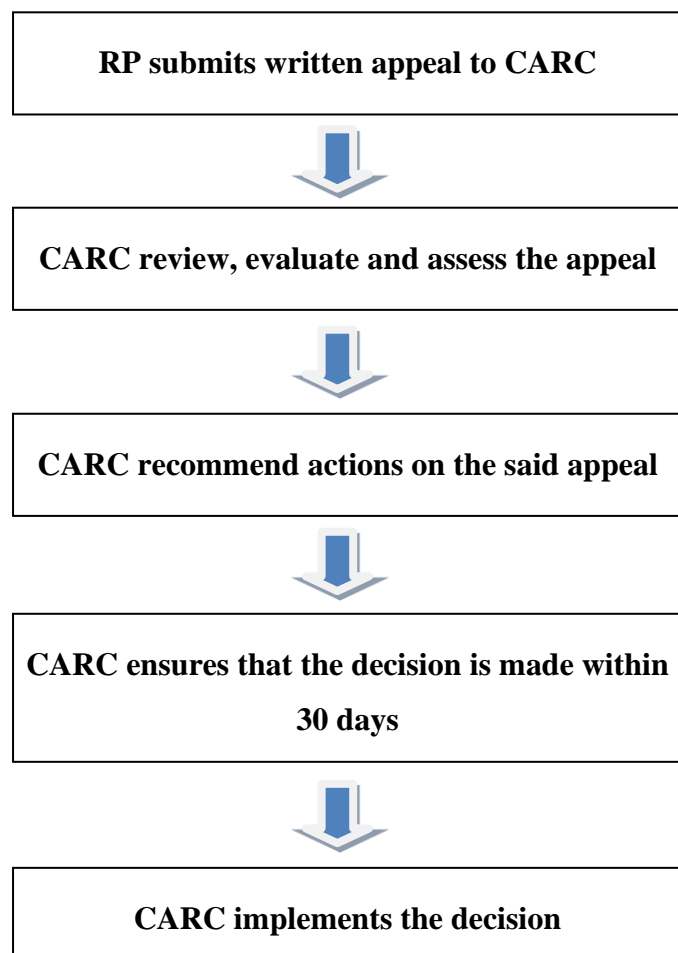 RP submits written appeal to CARC
CARC review, evaluate and assess the appeal
CARC recommend actions on the said appeal
CARC ensures that the decision is made within
30 days
CARC implements the decision